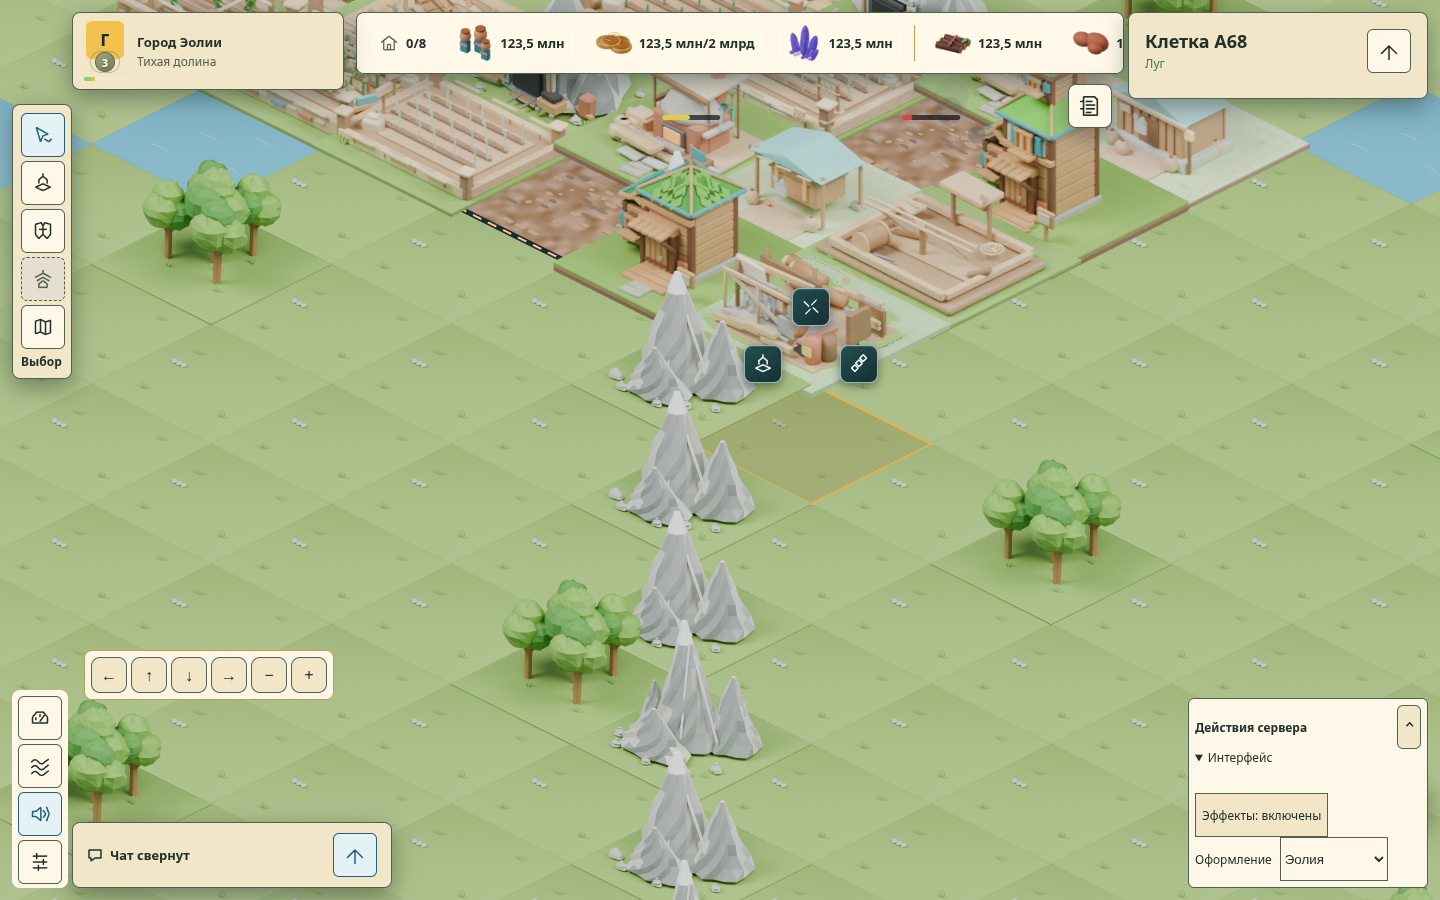 Г
3
Город Эолии
Тихая долина
0/8
123,5 млн
123,5 млн/2 млрд
123,5 млн
123,5 млн
1
Клетка A68
Луг
Выбор
← ↑ ↓ → − +
Чат свернут
Действия сервера
▼ Интерфейс
Эффекты: включены
Оформление
Эолия